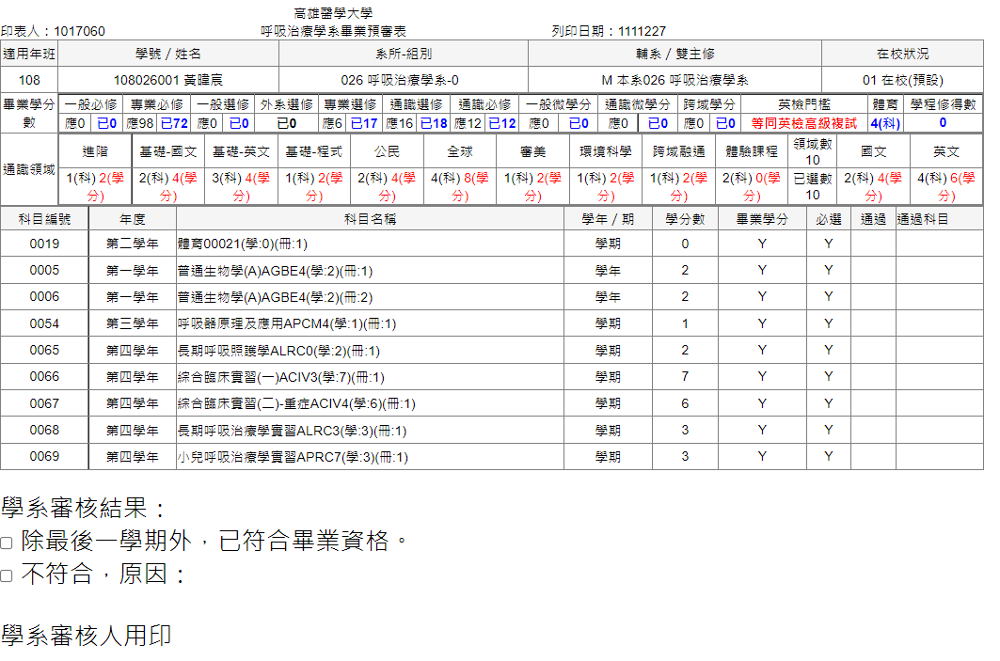 高雄醫學大學
印表人：1017060 呼吸治療學系畢業預審表 列印日期：1111227
適用年班 學號／姓名 系所-組別 輔系／雙主修 在校狀況
108 108026001 黃暐宸 026 呼吸治療學系-0 M 本系026 呼吸治療學系 01 在校(預設)
畢業學分數 一般必修 專業必修 一般選修 外系選修 專業選修 通識選修 通識必修 一般微學分 通識微學分 跨域學分 英檢門檻 體育 學程修得數
應0 已0 應98 已72 應0 已0 已0 應6 已17 應16 已18 應12 已12 應0 已0 應0 已0 應0 已0 等同英檢高級複試 4(科) 0
通識領域 進階 基礎-國文 基礎-英文 基礎-程式 公民 全球 審美 環境科學 跨域融通 體驗課程 領域數 10 國文 英文
1(科) 2(學分) 2(科) 4(學分) 3(科) 4(學分) 1(科) 2(學分) 2(科) 4(學分) 4(科) 8(學分) 1(科) 2(學分) 1(科) 2(學分) 1(科) 2(學分) 2(科) 0(學分) 已選數 10 2(科) 4(學分) 4(科) 6(學分)
科目編號 年度 科目名稱 學年／期 學分數 畢業學分 必選 通過 通過科目
0019 第二學年 體育00021(學:0)(冊:1) 學期 0 Y Y
0005 第一學年 普通生物學(A)AGBE4(學:2)(冊:1) 學年 2 Y Y
0006 第一學年 普通生物學(A)AGBE4(學:2)(冊:2) 學年 2 Y Y
0054 第三學年 呼吸器原理及應用APCM4(學:1)(冊:1) 學期 1 Y Y
0065 第四學年 長期呼吸照護學ALRC0(學:2)(冊:1) 學期 2 Y Y
0066 第四學年 綜合臨床實習(一)ACIV3(學:7)(冊:1) 學期 7 Y Y
0067 第四學年 綜合臨床實習(二)-重症ACIV4(學:6)(冊:1) 學期 6 Y Y
0068 第四學年 長期呼吸治療學實習ALRC3(學:3)(冊:1) 學期 3 Y Y
0069 第四學年 小兒呼吸治療學實習APRC7(學:3)(冊:1) 學期 3 Y Y
學系審核結果：
除最後一學期外，已符合畢業資格。
不符合，原因：
學系審核人用印